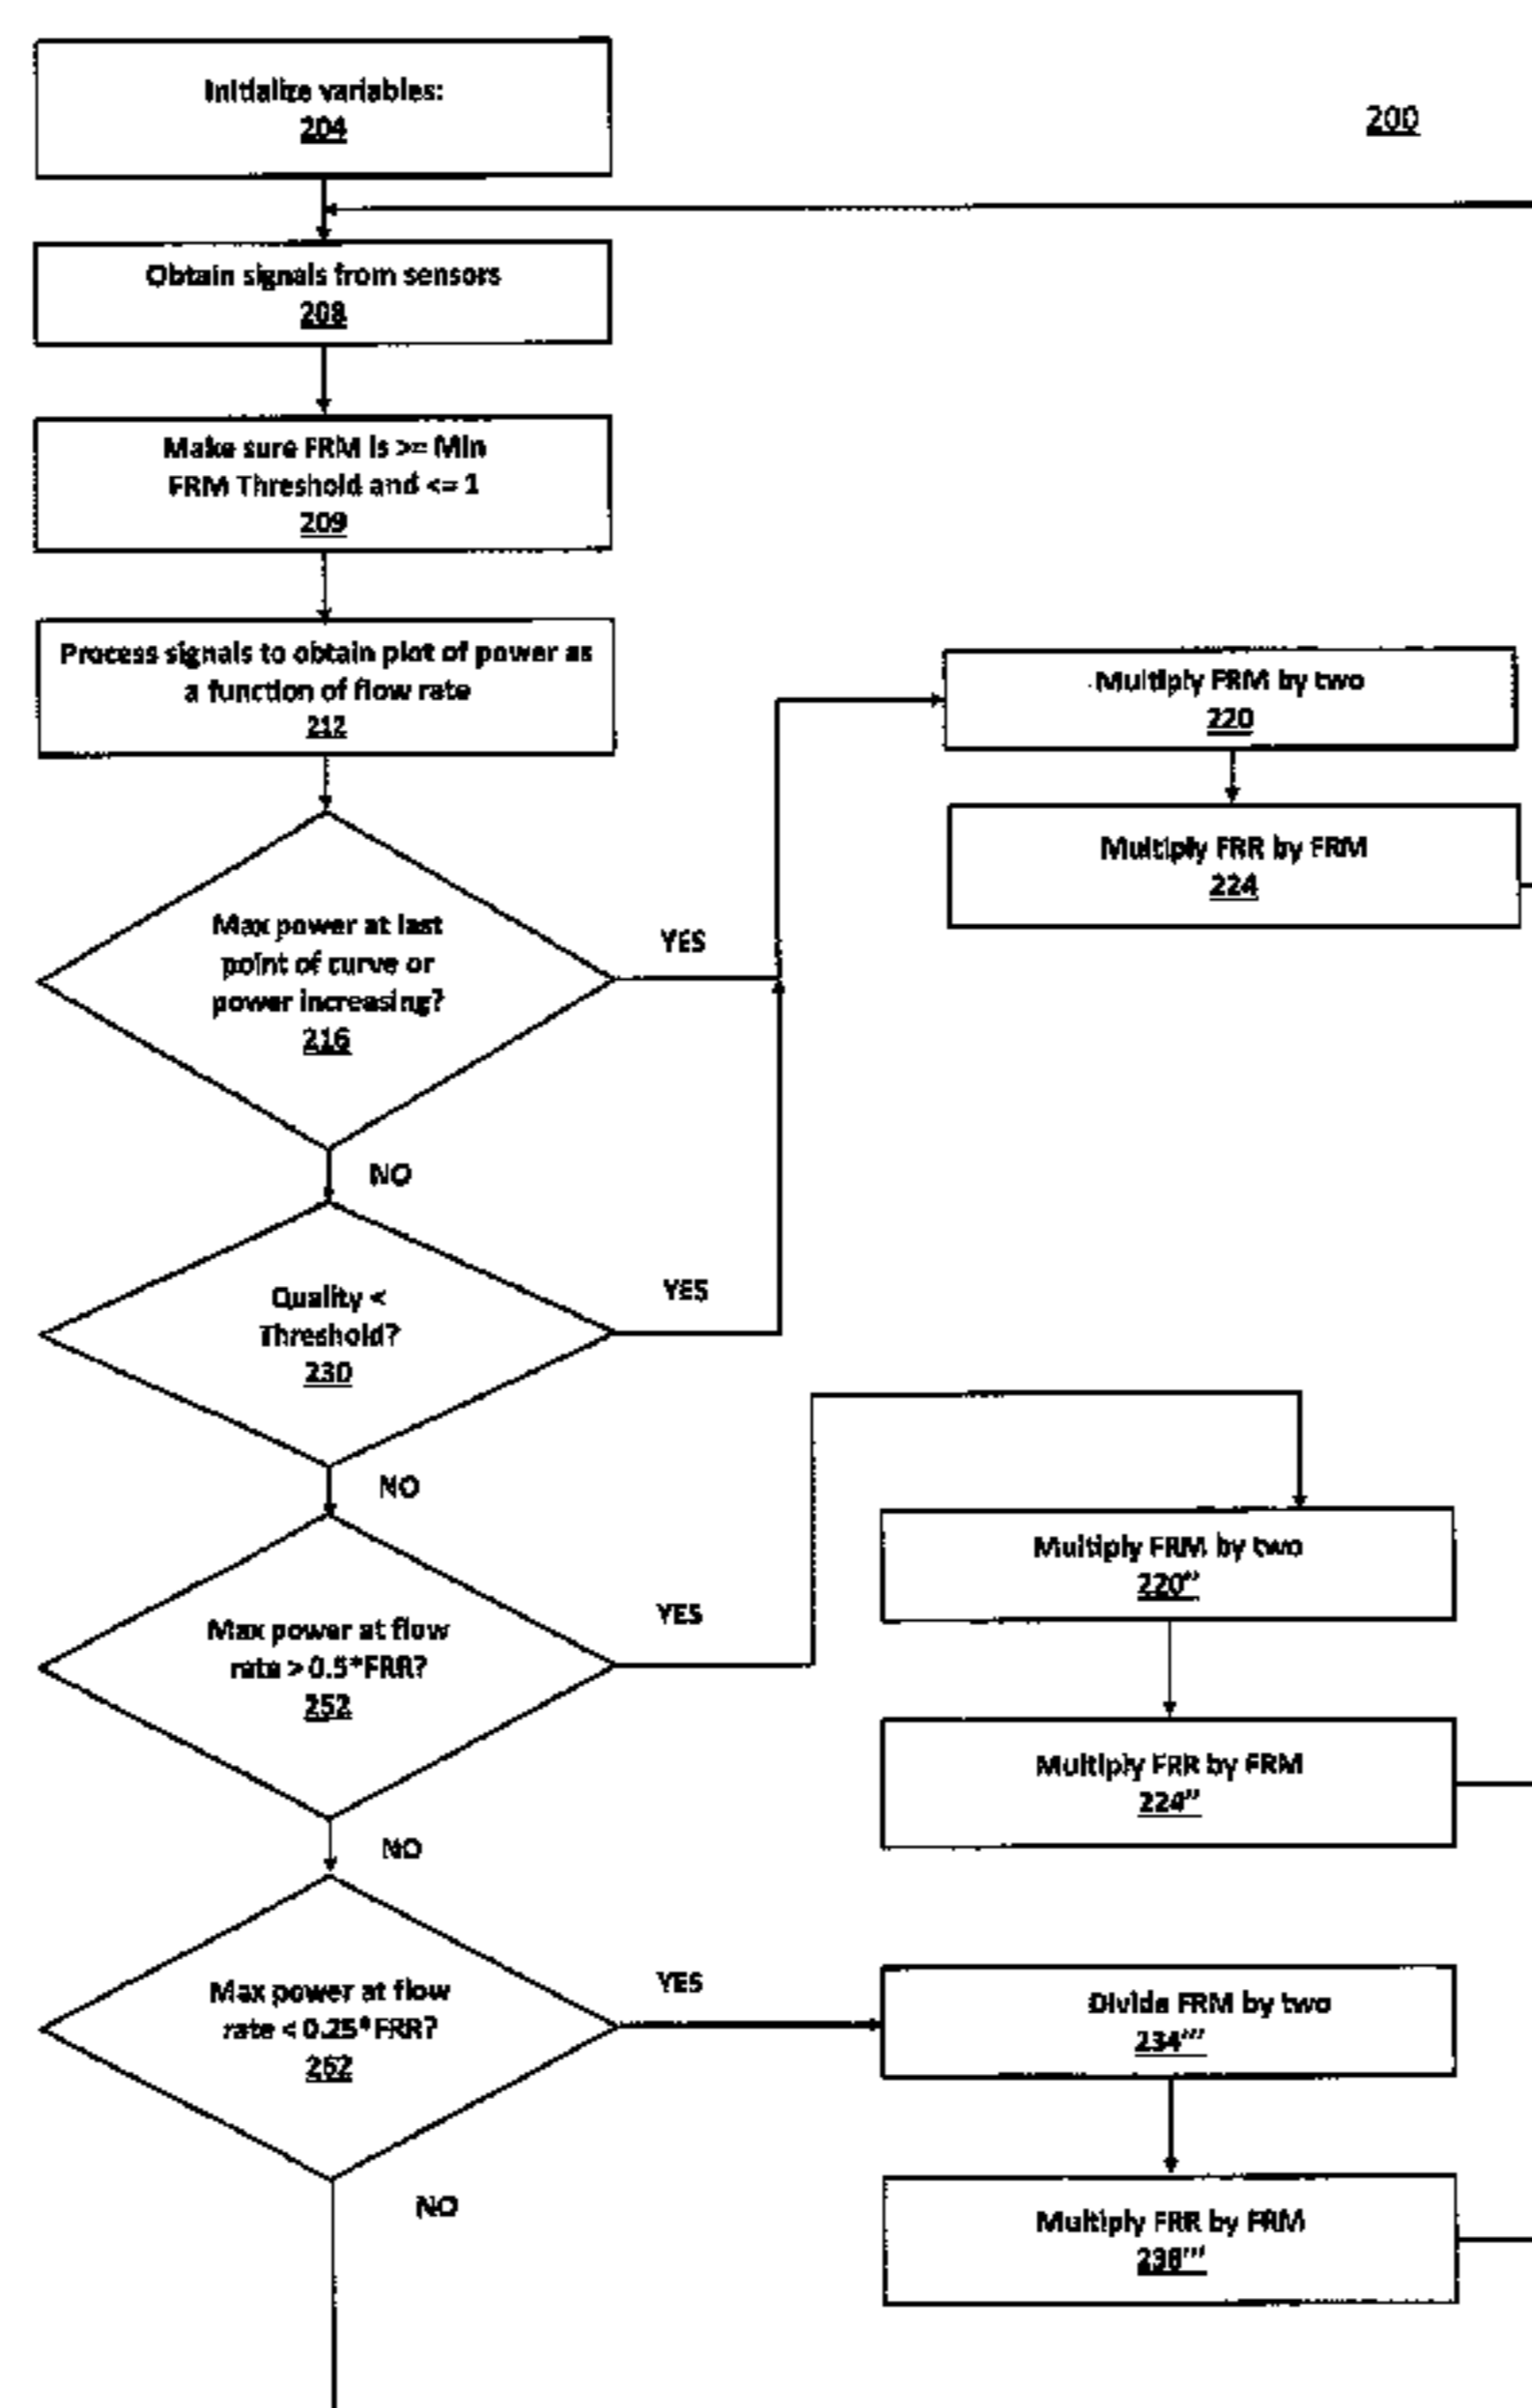 Initialize variables:
204
200
Obtain signals from sensors
208
Make sure FRM is >= Min
FRM Threshold and <= 1
209
Process signals to obtain plot of power as
a function of flow rate
212
Multiply FRM by two
220
Multiply FRR by FRM
224
Max power at last
point of curve or
power increasing?
216
YES
NO
Quality <
Threshold?
230
YES
NO
Max power at flow
rate > 0.5*FRR?
252
YES
Multiply FRM by two
220”
Multiply FRR by FRM
224”
NO
Max power at flow
rate < 0.25*FRR?
262
YES
Divide FRM by two
234”’
Multiply FRR by FRM
238”’
NO